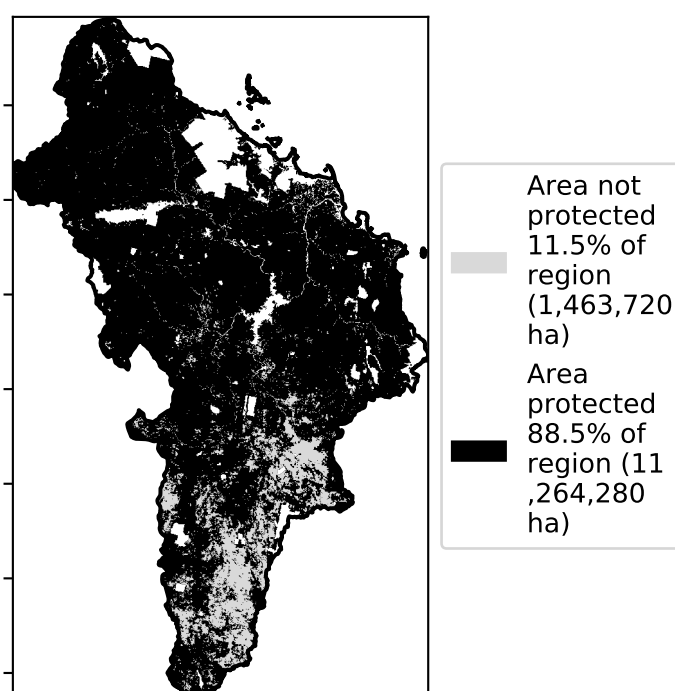 Area not
protected
11.5% of
region
(1,463,720
ha)
Area
protected
88.5% of
region (11
,264,280
ha)